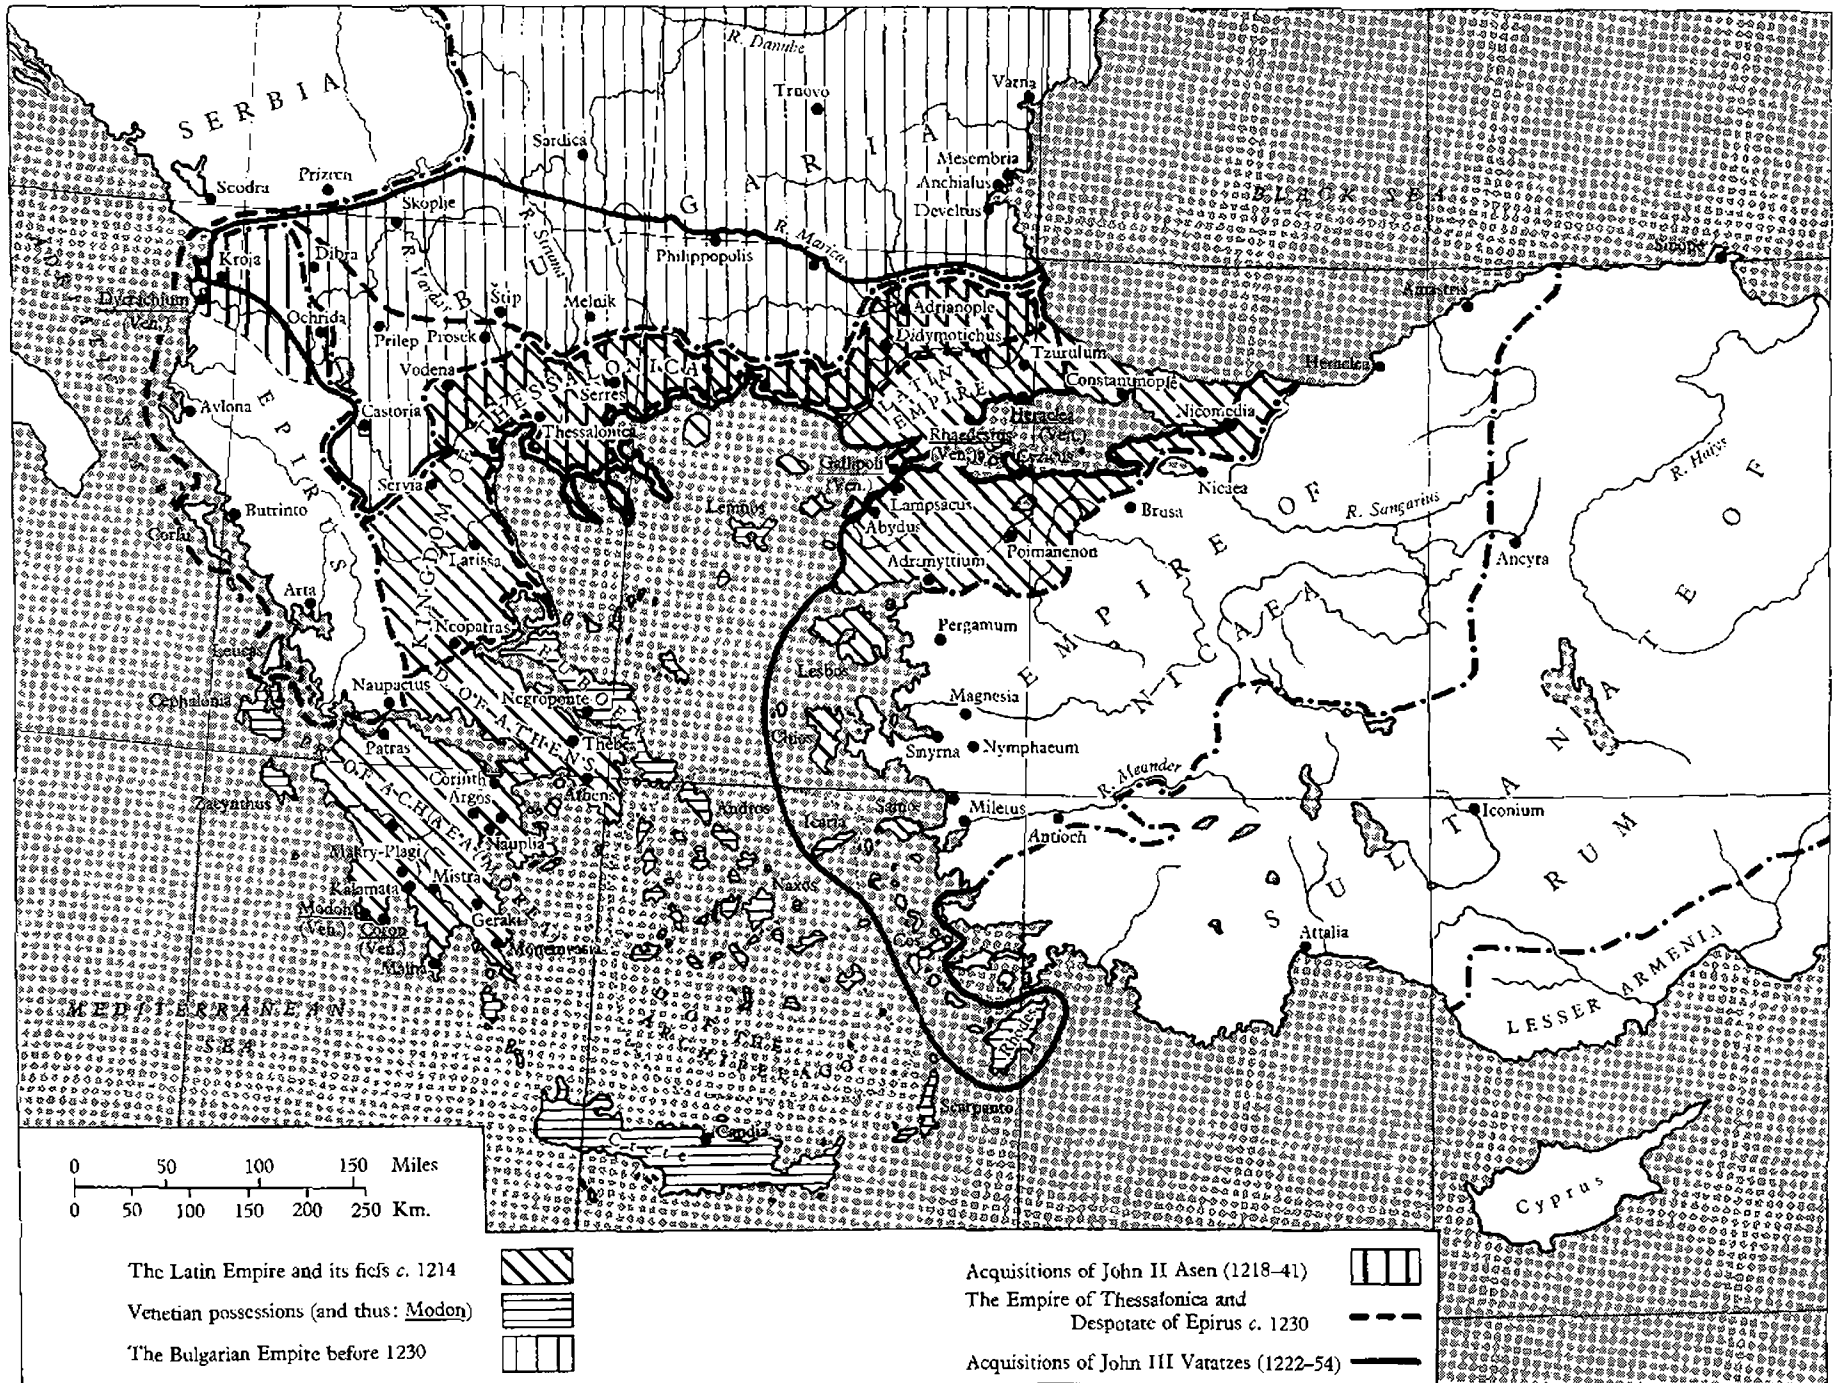 R. Danube
SERBIA
Trnovo
Varna
Sardica
BULGARIA
Mesembria
Anchialus
Develtus
BLACK SEA
Scodra
Prizren
Skoplje
R. Struma
R. Marica
Philippopolis
Sinope
Kroja
Dibra
R. Vardar
Dyrrachium
(Ven.)
Štip
Melnik
Adrianople
Amastris
Ochrida
Prilep
Prosek
Didymotichus
Tzurulum
Heraclea
Vodena
THESSALONICA
Serres
LATIN
EMPIRE
Constantinople
Avlona
Castoria
Thessalonica
Heraclea
(Ven.)
Nicomedia
EPIRUS
Rhaedestus
(Ven.)
Cyzicus
Servia
Gallipoli
(Ven.)
Nicaea
R. Halys
Butrinto
Lemnos
Lampsacus
Abydus
Brusa
R. Sangarius
Corfu
KINGDOM OF
Larissa
Adramyttium
Poimanenon
Ancyra
EMPIRE OF
NICAEA
Arta
Neopatras
Pergamum
Leucas
EUBOEA
Lesbos
Cephalonia
Naupactus
Negroponte
Magnesia
D. OF ATHENS
Patras
Thebes
Chios
Smyrna
Nymphaeum
PR. OF ACHAEA (MOREA)
Corinth
Argos
Athens
R. Meander
Zacynthus
Andros
Samos
Miletus
Iconium
Icaria
Antioch
Nauplia
Makry-Plagi
Mistra
Naxos
SULTANATE OF
RUM
Kalamata
Modon
(Ven.)
Coron
(Ven.)
Geraki
Monemvasia
Cos
Attalia
Maina
LESSER ARMENIA
MEDITERRANEAN
SEA
D. OF THE
ARCHIPELAGO
Rhodes
Scarpanto
Candia
Crete
Cyprus
0 50 100 150 Miles
0 50 100 150 200 250 Km.
The Latin Empire and its fiefs c. 1214
Venetian possessions (and thus: Modon)
The Bulgarian Empire before 1230
Acquisitions of John II Asen (1218–41)
The Empire of Thessalonica and
Despotate of Epirus c. 1230
Acquisitions of John III Vatatzes (1222–54)